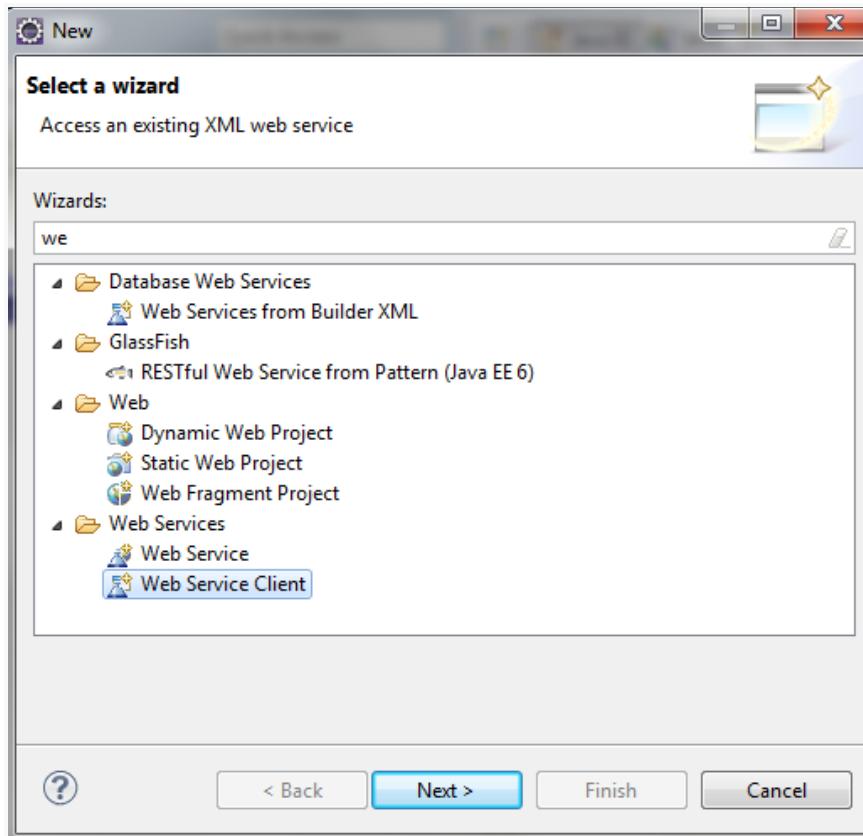 New
Select a wizard
Access an existing XML web service
Wizards:
we
Database Web Services
Web Services from Builder XML
GlassFish
RESTful Web Service from Pattern (Java EE 6)
Web
Dynamic Web Project
Static Web Project
Web Fragment Project
Web Services
Web Service
Web Service Client
?
< Back Next > Finish Cancel